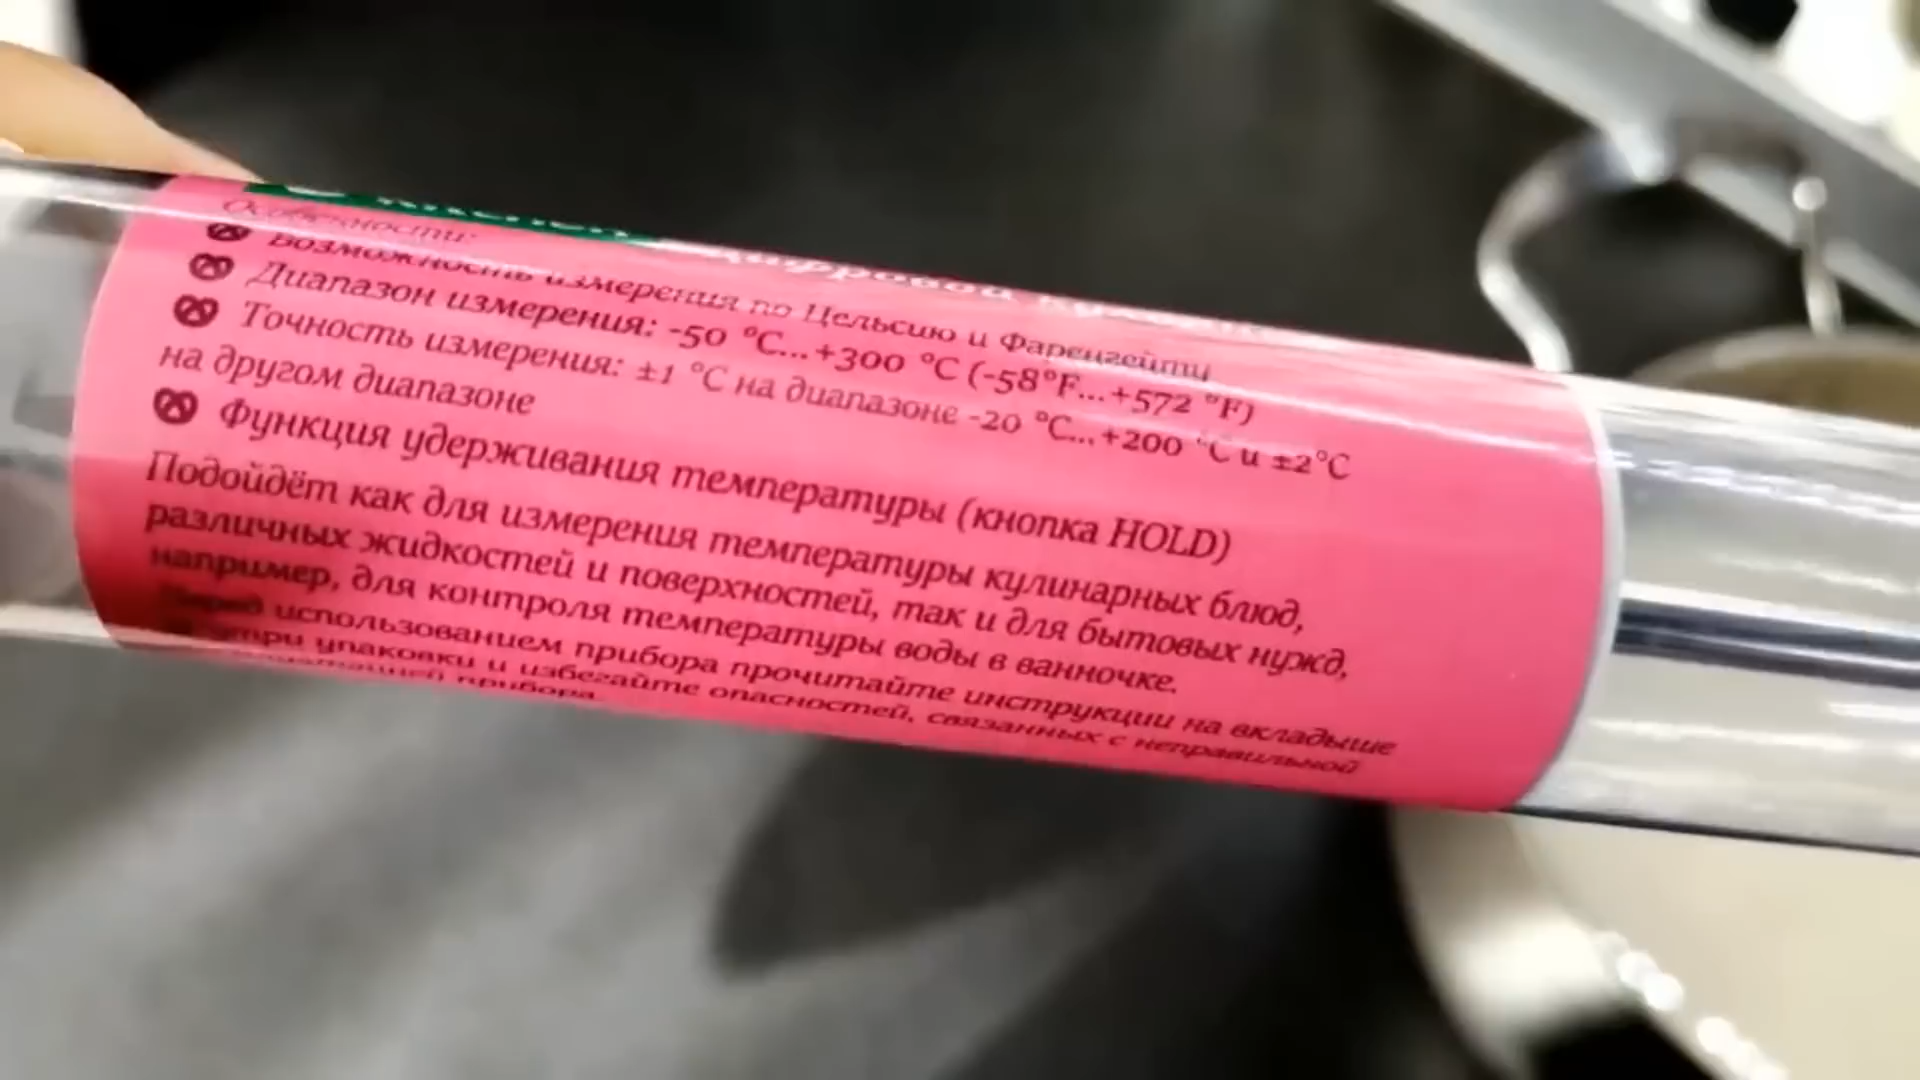 Kitchen
Цифровой
Особенности:
Возможность измерения по Цельсию и Фаренгейту
Диапазон измерения: -50 °C...+300 °C (-58°F...+572 °F)
Точность измерения: ±1 °C на диапазоне -20 °C...+200 °C и ±2°C
на другом диапазоне
Функция удерживания температуры (кнопка HOLD)
Подойдёт как для измерения температуры кулинарных блюд,
различных жидкостей и поверхностей, так и для бытовых нужд,
например, для контроля температуры воды в ванночке.
Перед использованием прибора прочитайте инструкции на вкладыше
внутри упаковки и избегайте опасностей, связанных с неправильной
прибора.